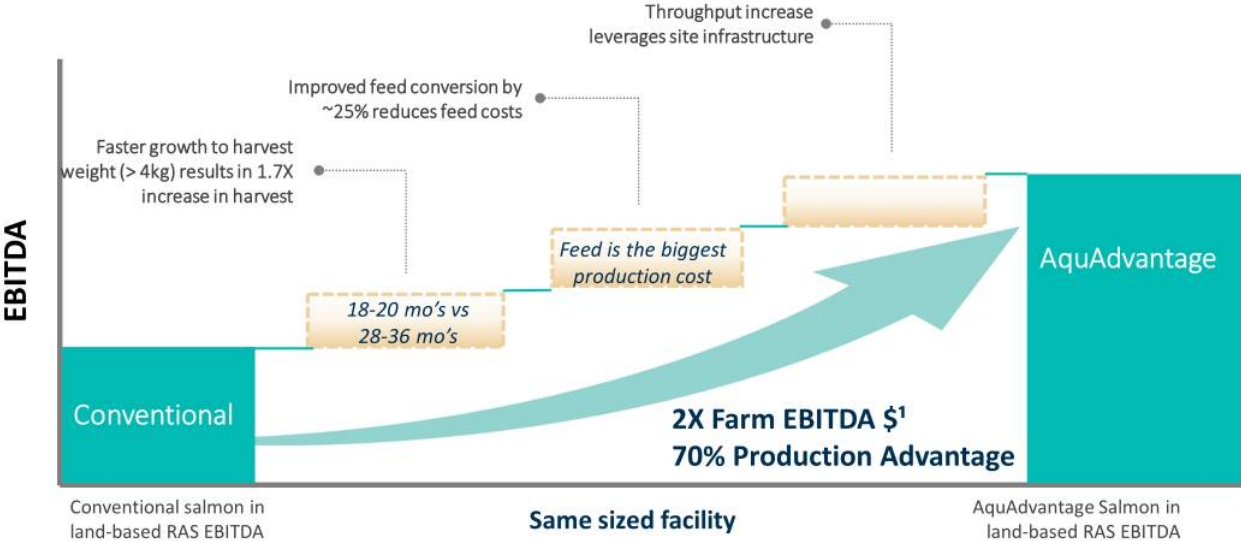 Throughput increase
leverages site infrastructure
Improved feed conversion by
~25% reduces feed costs
Faster growth to harvest
weight (> 4kg) results in 1.7X
increase in harvest
EBITDA
Feed is the biggest
production cost
AquAdvantage
18-20 mo’s vs
28-36 mo’s
Conventional
2X Farm EBITDA $¹
70% Production Advantage
Conventional salmon in
land-based RAS EBITDA
Same sized facility
AquAdvantage Salmon in
land-based RAS EBITDA